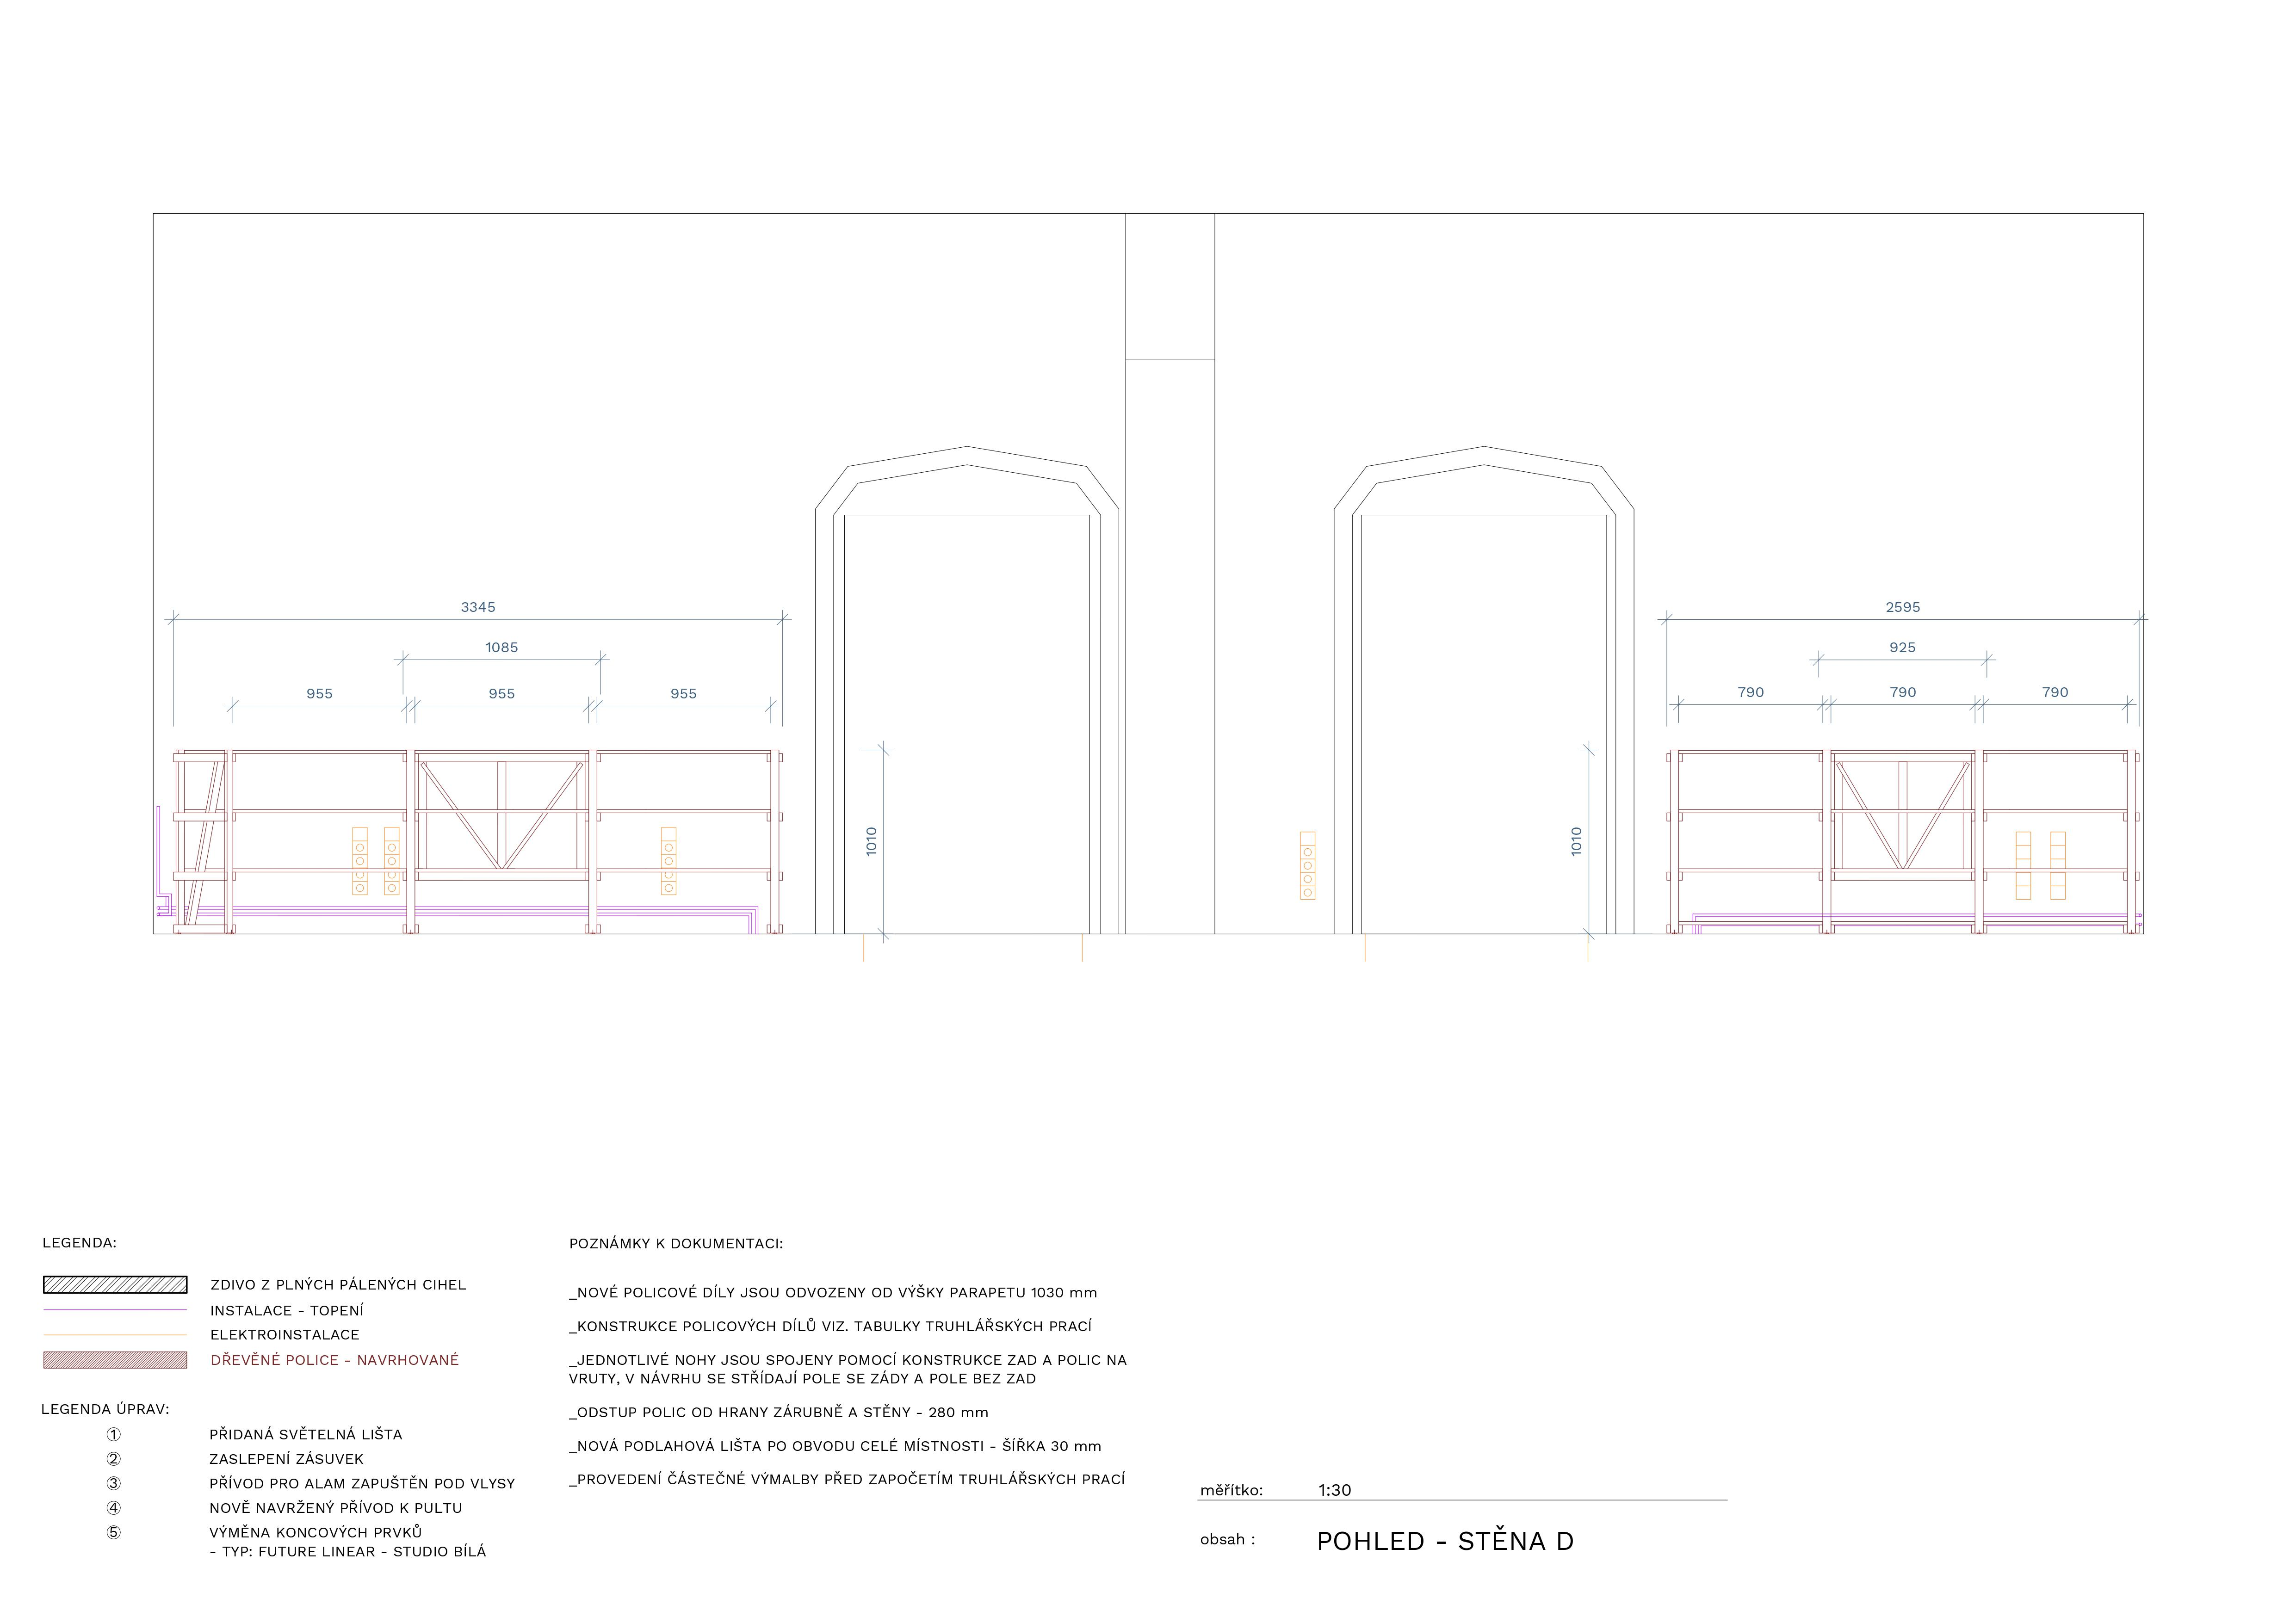 3345
2595
1085
925
955
955
955
790
790
790
1010
1010
LEGENDA:
ZDIVO Z PLNÝCH PÁLENÝCH CIHEL
INSTALACE - TOPENÍ
ELEKTROINSTALACE
DŘEVĚNÉ POLICE - NAVRHOVANÉ
LEGENDA ÚPRAV:
① PŘIDANÁ SVĚTELNÁ LIŠTA
② ZASLEPENÍ ZÁSUVEK
③ PŘÍVOD PRO ALAM ZAPUŠTĚN POD VLYSY
④ NOVĚ NAVRŽENÝ PŘÍVOD K PULTU
⑤ VÝMĚNA KONCOVÝCH PRVKŮ
- TYP: FUTURE LINEAR - STUDIO BÍLÁ
POZNÁMKY K DOKUMENTACI:
_NOVÉ POLICOVÉ DÍLY JSOU ODVOZENY OD VÝŠKY PARAPETU 1030 mm
_KONSTRUKCE POLICOVÝCH DÍLŮ VIZ. TABULKY TRUHLÁŘSKÝCH PRACÍ
_JEDNOTLIVÉ NOHY JSOU SPOJENY POMOCÍ KONSTRUKCE ZAD A POLIC NA
VRUTY, V NÁVRHU SE STŘÍDAJÍ POLE SE ZÁDY A POLE BEZ ZAD
_ODSTUP POLIC OD HRANY ZÁRUBNĚ A STĚNY - 280 mm
_NOVÁ PODLAHOVÁ LIŠTA PO OBVODU CELÉ MÍSTNOSTI - ŠÍŘKA 30 mm
_PROVEDENÍ ČÁSTEČNÉ VÝMALBY PŘED ZAPOČETÍM TRUHLÁŘSKÝCH PRACÍ
měřítko: 1:30
obsah : POHLED - STĚNA D